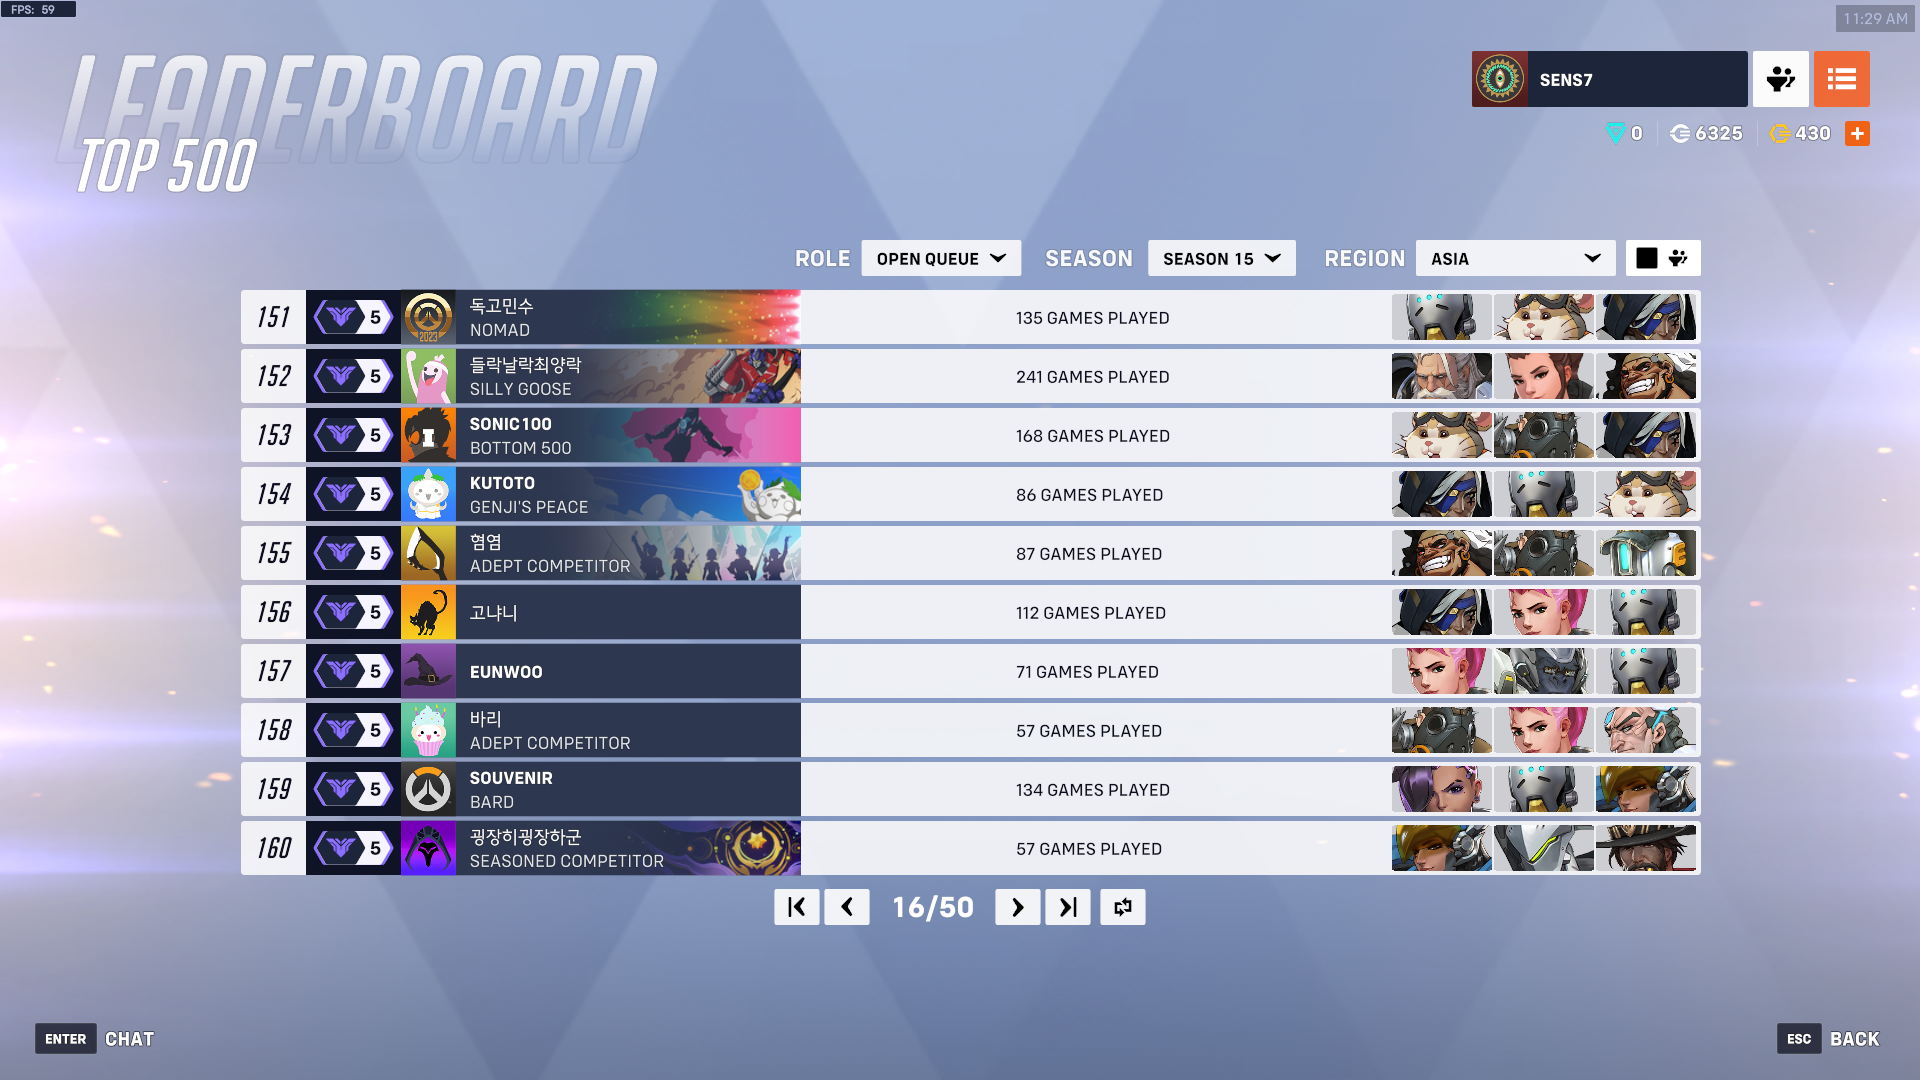 FPS: 59
11:29 AM
LEADERBOARD
TOP 500
SENS7
0 6325 430
ROLE OPEN QUEUE SEASON SEASON 15 REGION ASIA
151 5 독고민수 135 GAMES PLAYED
2023 NOMAD
152 5 들락날락최양락 241 GAMES PLAYED
SILLY GOOSE
153 5 SONIC100 168 GAMES PLAYED
BOTTOM 500
154 5 KUTOTO 86 GAMES PLAYED
GENJI'S PEACE
155 5 혐염 87 GAMES PLAYED
ADEPT COMPETITOR
156 5 고냐니 112 GAMES PLAYED
157 5 EUNWOO 71 GAMES PLAYED
158 5 바리 57 GAMES PLAYED
ADEPT COMPETITOR
159 5 SOUVENIR 134 GAMES PLAYED
BARD
160 5 굉장히굉장하군 57 GAMES PLAYED
SEASONED COMPETITOR
16/50
ENTER CHAT
ESC BACK